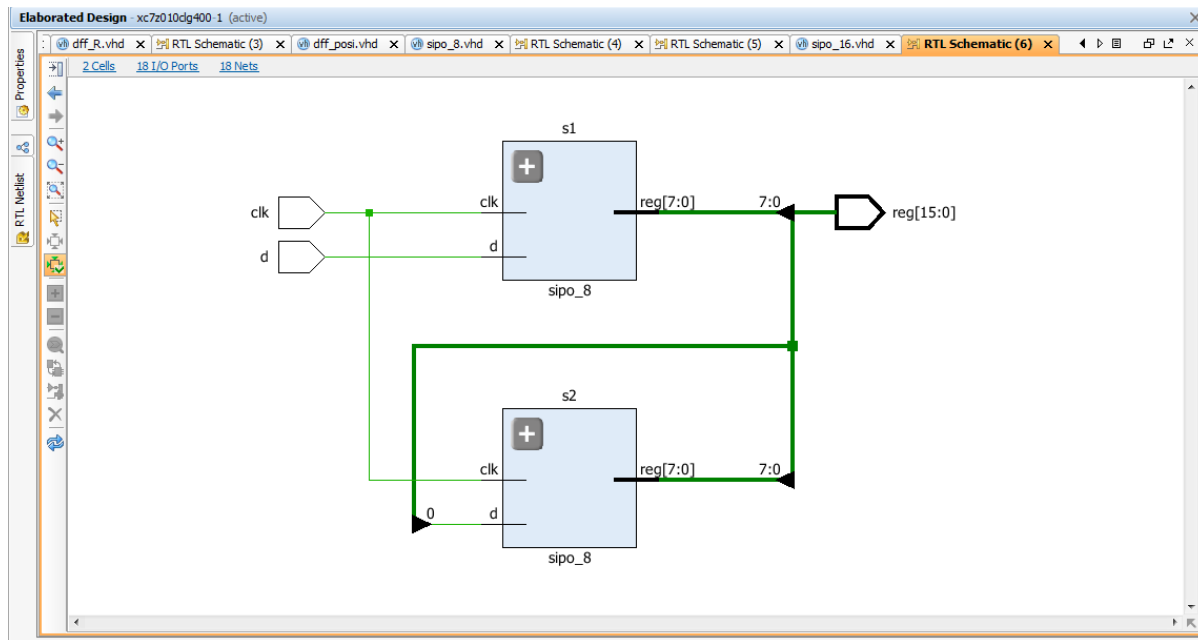 Elaborated Design - xc7z010clg400-1 (active)
dff_R.vhd RTL Schematic (3) dff_posi.vhd sipo_8.vhd RTL Schematic (4) RTL Schematic (5) sipo_16.vhd RTL Schematic (6)
Properties
RTL Netlist
2 Cells 18 I/O Ports 18 Nets
s1
clk clk reg[7:0] 7:0 reg[15:0]
d d
sipo_8
s2
clk reg[7:0] 7:0
0 d
sipo_8